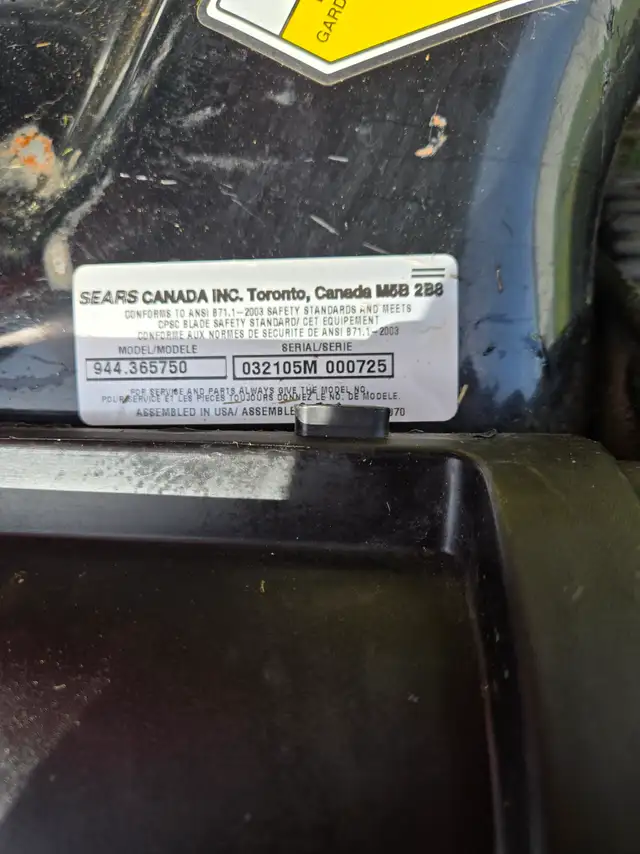 GARD
SEARS CANADA INC. Toronto, Canada M5B 2B8
CONFORMS TO ANSI B71.1-2003 SAFETY STANDARDS AND MEETS
CPSC BLADE SAFETY STANDARD/ CET EQUIPEMENT
CONFORME AUX NORMES DE SECURITE DE ANSI B71.1-2003
MODEL/MODELE SERIAL/SERIE
944.365750 032105M 000725
FOR SERVICE AND PARTS ALWAYS GIVE THE MODEL NO.
POUR SERVICE ET LES PIECES TOUJOURS DONNEZ LE NO. DE MODELE.
ASSEMBLED IN USA/ ASSEMBLE 070